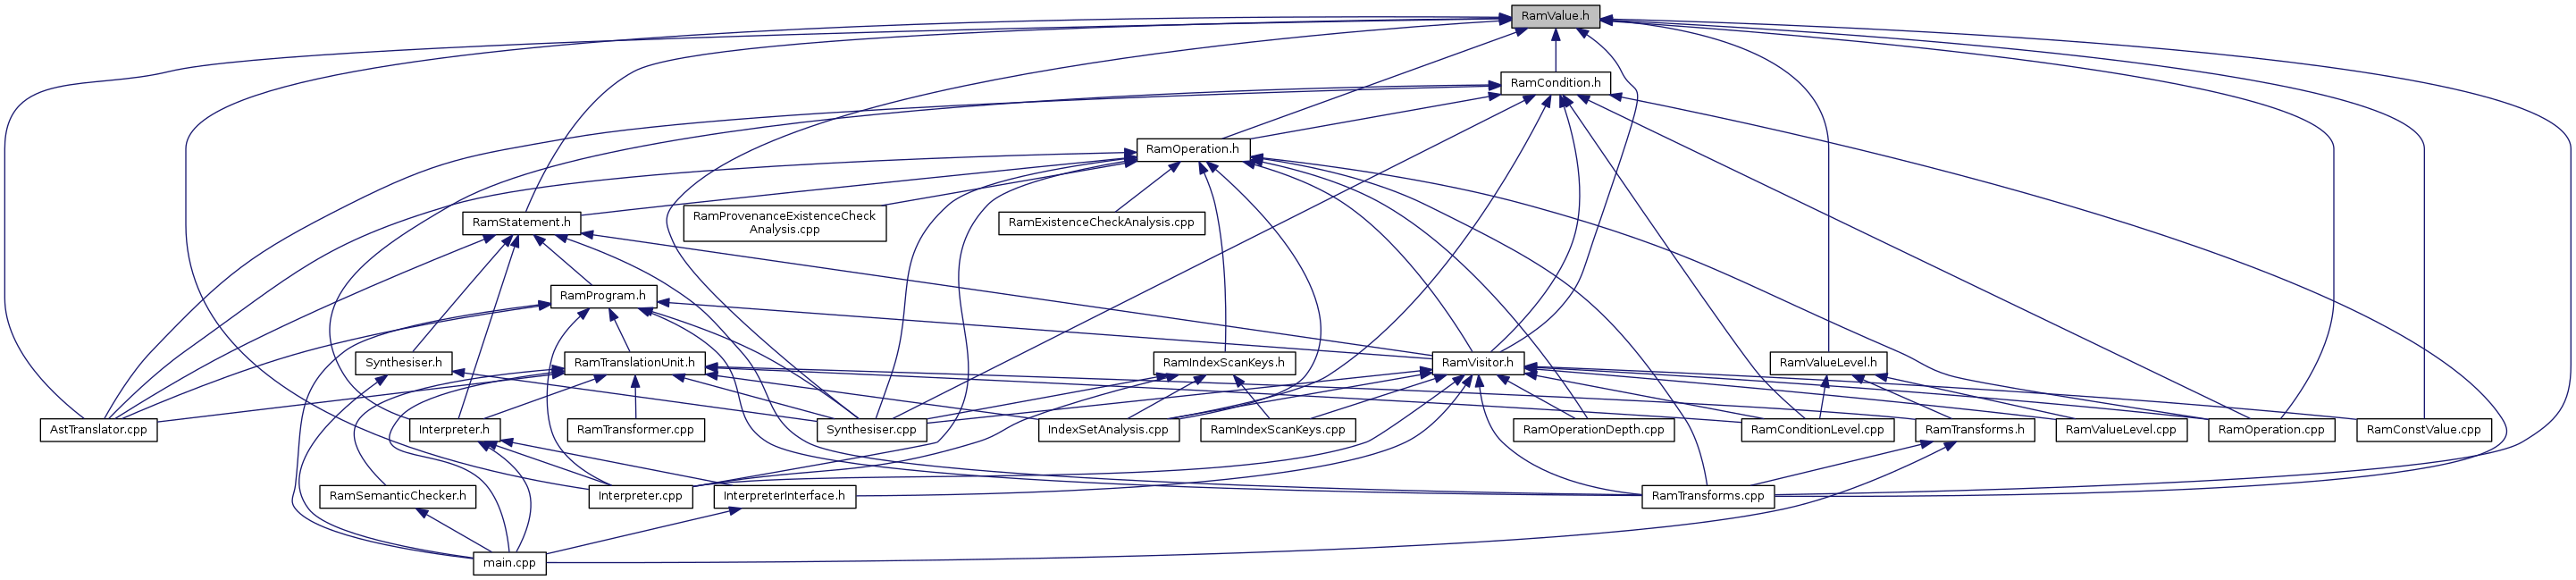 RamValue.h
RamCondition.h
RamOperation.h
RamStatement.h
RamProvenanceExistenceCheck
Analysis.cpp
RamExistenceCheckAnalysis.cpp
RamProgram.h
Synthesiser.h
RamTranslationUnit.h
RamIndexScanKeys.h
RamVisitor.h
RamValueLevel.h
AstTranslator.cpp
Interpreter.h
RamTransformer.cpp
Synthesiser.cpp
IndexSetAnalysis.cpp
RamIndexScanKeys.cpp
RamOperationDepth.cpp
RamConditionLevel.cpp
RamTransforms.h
RamValueLevel.cpp
RamOperation.cpp
RamConstValue.cpp
RamSemanticChecker.h
Interpreter.cpp
InterpreterInterface.h
RamTransforms.cpp
main.cpp